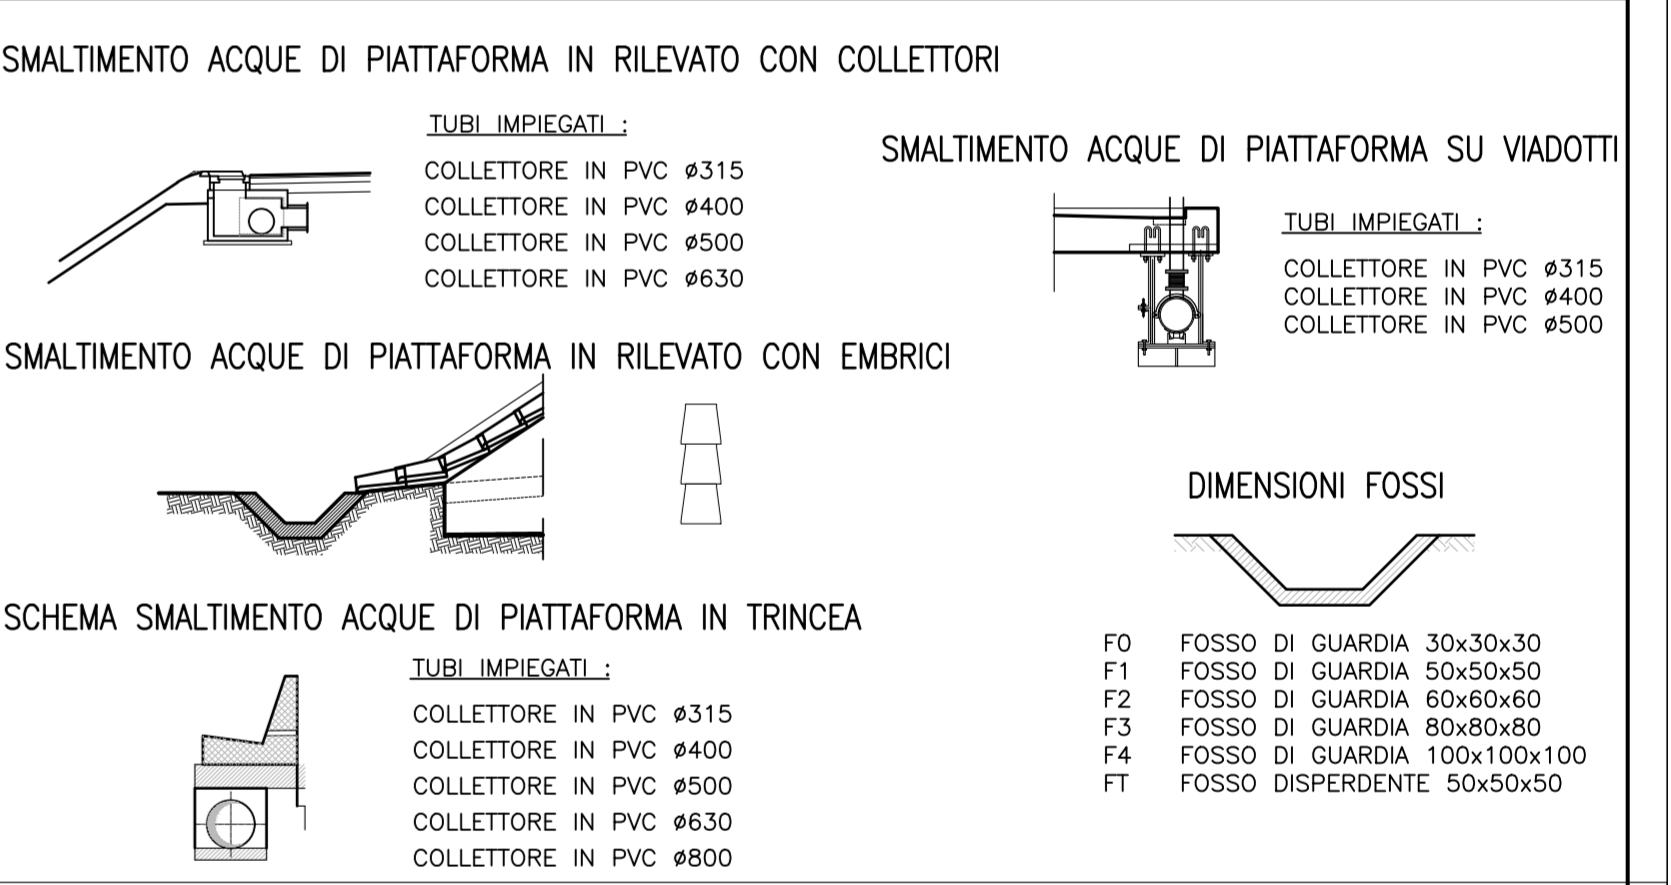 SMALTIMENTO ACQUE DI PIATTAFORMA IN RILEVATO CON COLLETTORI
TUBI IMPIEGATI :
COLLETTORE IN PVC ø315
COLLETTORE IN PVC ø400
COLLETTORE IN PVC ø500
COLLETTORE IN PVC ø630
SMALTIMENTO ACQUE DI PIATTAFORMA SU VIADOTTI
TUBI IMPIEGATI :
COLLETTORE IN PVC ø315
COLLETTORE IN PVC ø400
COLLETTORE IN PVC ø500
SMALTIMENTO ACQUE DI PIATTAFORMA IN RILEVATO CON EMBRICI
DIMENSIONI FOSSI
F0 FOSSO DI GUARDIA 30x30x30
F1 FOSSO DI GUARDIA 50x50x50
F2 FOSSO DI GUARDIA 60x60x60
F3 FOSSO DI GUARDIA 80x80x80
F4 FOSSO DI GUARDIA 100x100x100
FT FOSSO DISPERDENTE 50x50x50
SCHEMA SMALTIMENTO ACQUE DI PIATTAFORMA IN TRINCEA
TUBI IMPIEGATI :
COLLETTORE IN PVC ø315
COLLETTORE IN PVC ø400
COLLETTORE IN PVC ø500
COLLETTORE IN PVC ø630
COLLETTORE IN PVC ø800